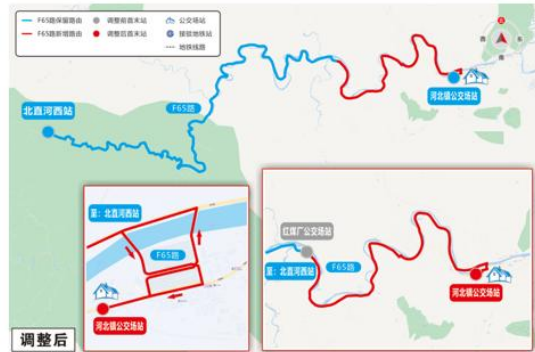 F65路保留路由
调整前首末站
公交场站
F65路新增路由
调整后首末站
接驳地铁站
地铁线路
北
西
东
南
河北镇公交场站
北直河西站
F65路
至：北直河西站
F65路
河北镇公交场站
红煤厂公交场站
至：北直河西站
F65路
河北镇公交场站
调整后